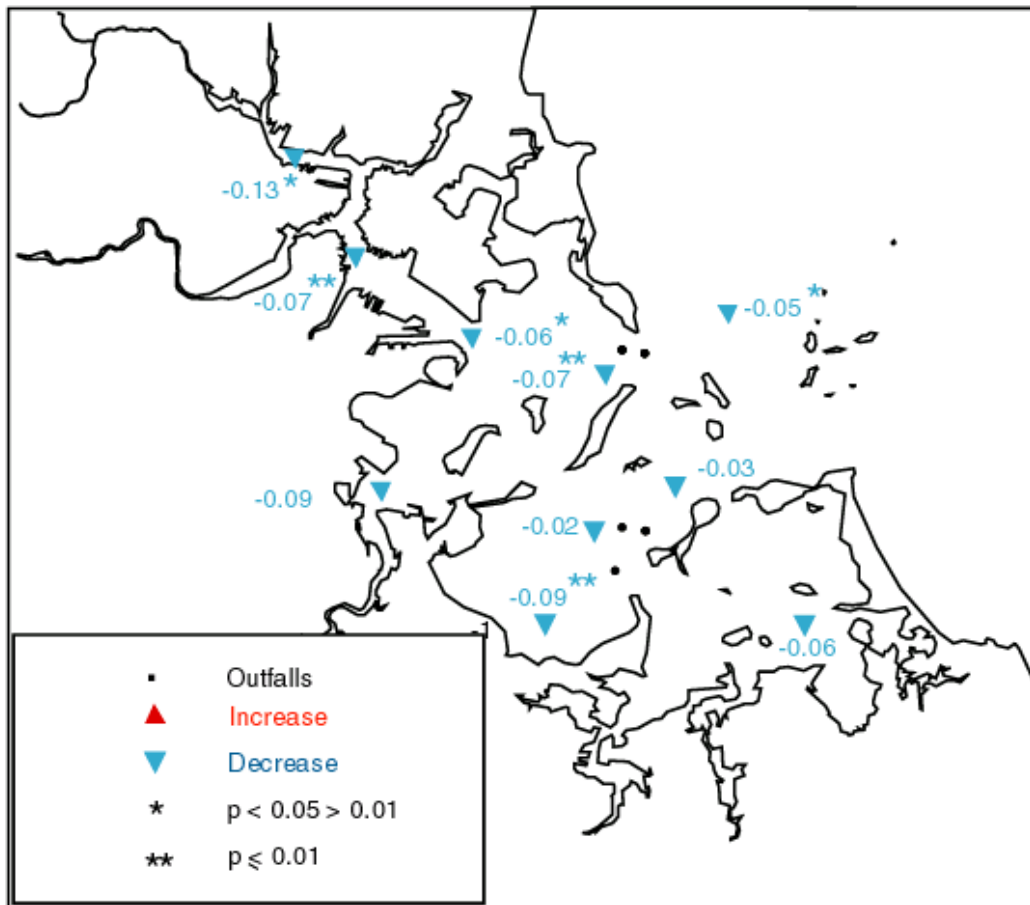 -0.13*
-0.07**
-0.05*
-0.06*
-0.07**
-0.03
-0.09
-0.02
-0.09**
-0.06
Outfalls
Increase
Decrease
* p < 0.05 > 0.01
** p ⩽ 0.01